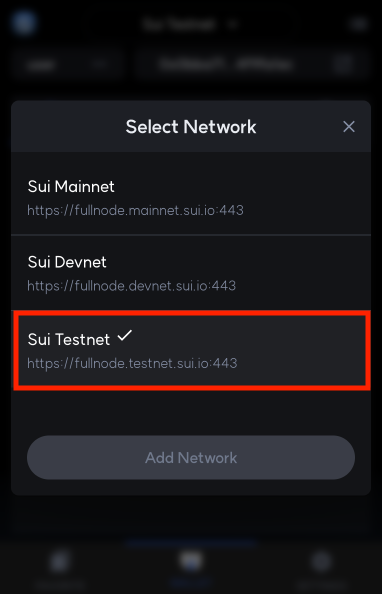 Sui Testnet
Select Network
Sui Mainnet
https://fullnode.mainnet.sui.io:443
Sui Devnet
https://fullnode.devnet.sui.io:443
Sui Testnet
https://fullnode.testnet.sui.io:443
Add Network